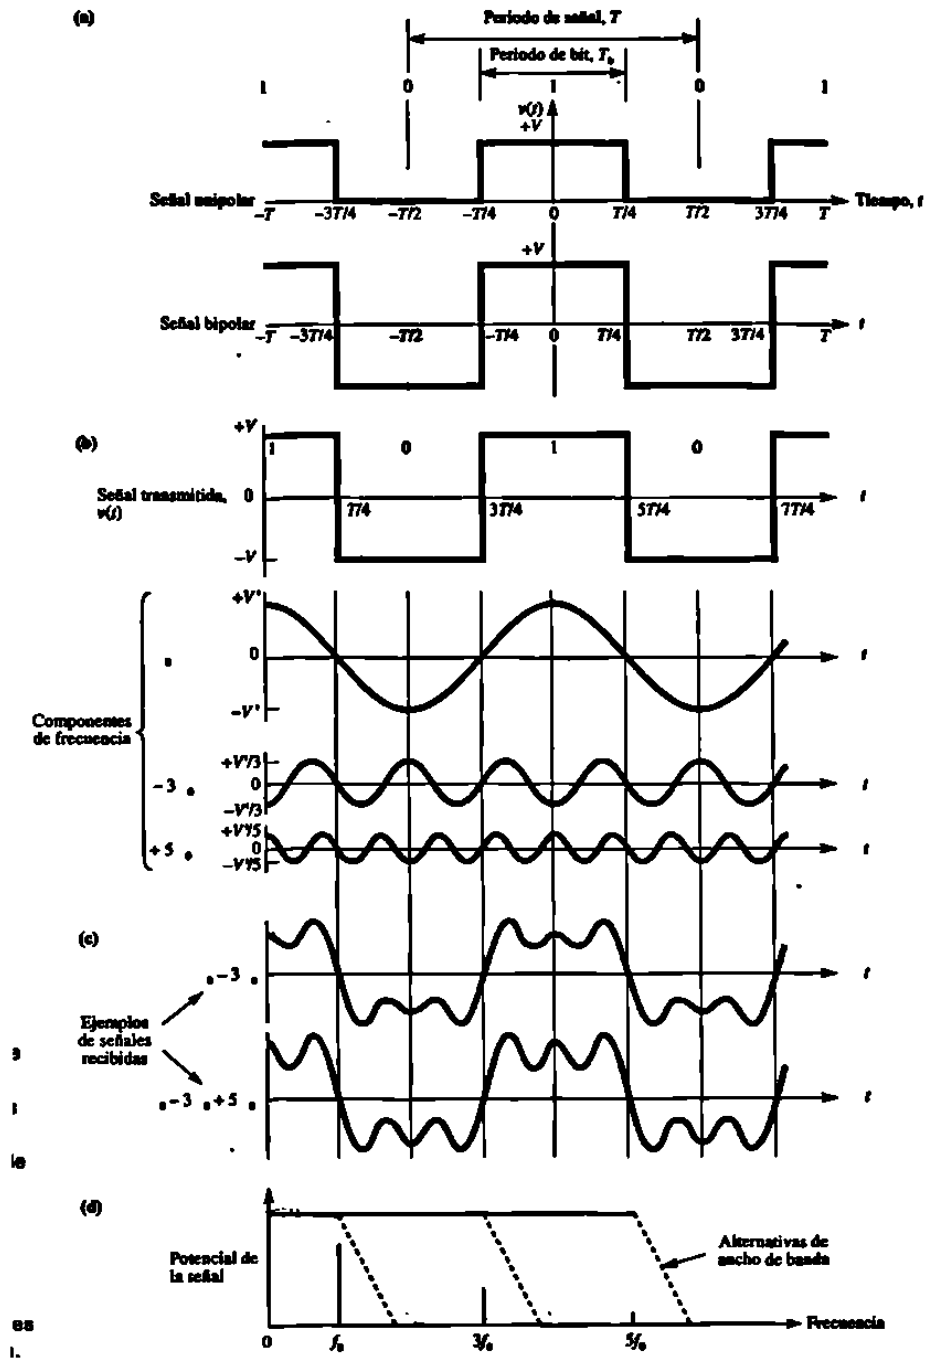 (a)
Periodo de señal, T
Periodo de bit, T₀
1 0 1 0 1
v(t)
+V
Señal unipolar
Tiempo, t
−T −3T/4 −T/2 −T/4 0 T/4 T/2 3T/4 T
+V
Señal bipolar
t
−T −3T/4 −T/2 −T/4 0 T/4 T/2 3T/4 T
(b)
+V
1 0 1 0
Señal transmitida,
v(t)
0
t
T/4 3T/4 5T/4 7T/4
−V
+V'
0
t
−V'
Componentes
de frecuencia
+V'/3
−3
0
t
−V'/3
+V'/5
+5
0
t
−V'/5
(c)
−3
t
Ejemplos
de señales
recibidas
−3 +5
t
le
(d)
Potencial de
la señal
Alternativas de
ancho de banda
Frecuencia
0 f₀ 3f₀ 5f₀
es